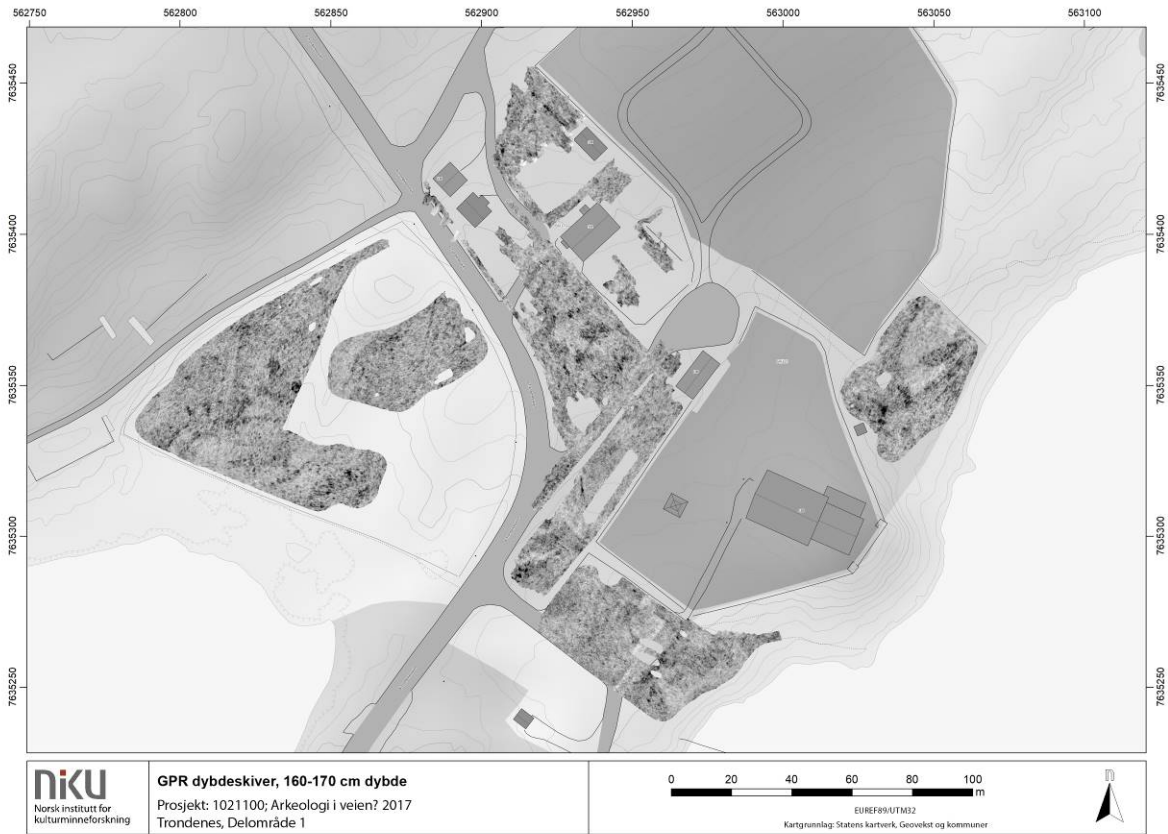 562750 562800 562850 562900 562950 563000 563050 563100
7635450 7635450
7635400 7635400
7635350 7635350
7635300 7635300
7635250 7635250
niku
Norsk institutt for
kulturminneforskning
GPR dybdeskiver, 160-170 cm dybde
Prosjekt: 1021100; Arkeologi i veien? 2017
Trondenes, Delområde 1
0 20 40 60 80 100
m
EUREF89/UTM32
Kartgrunnlag: Statens kartverk, Geovekst og kommuner
n